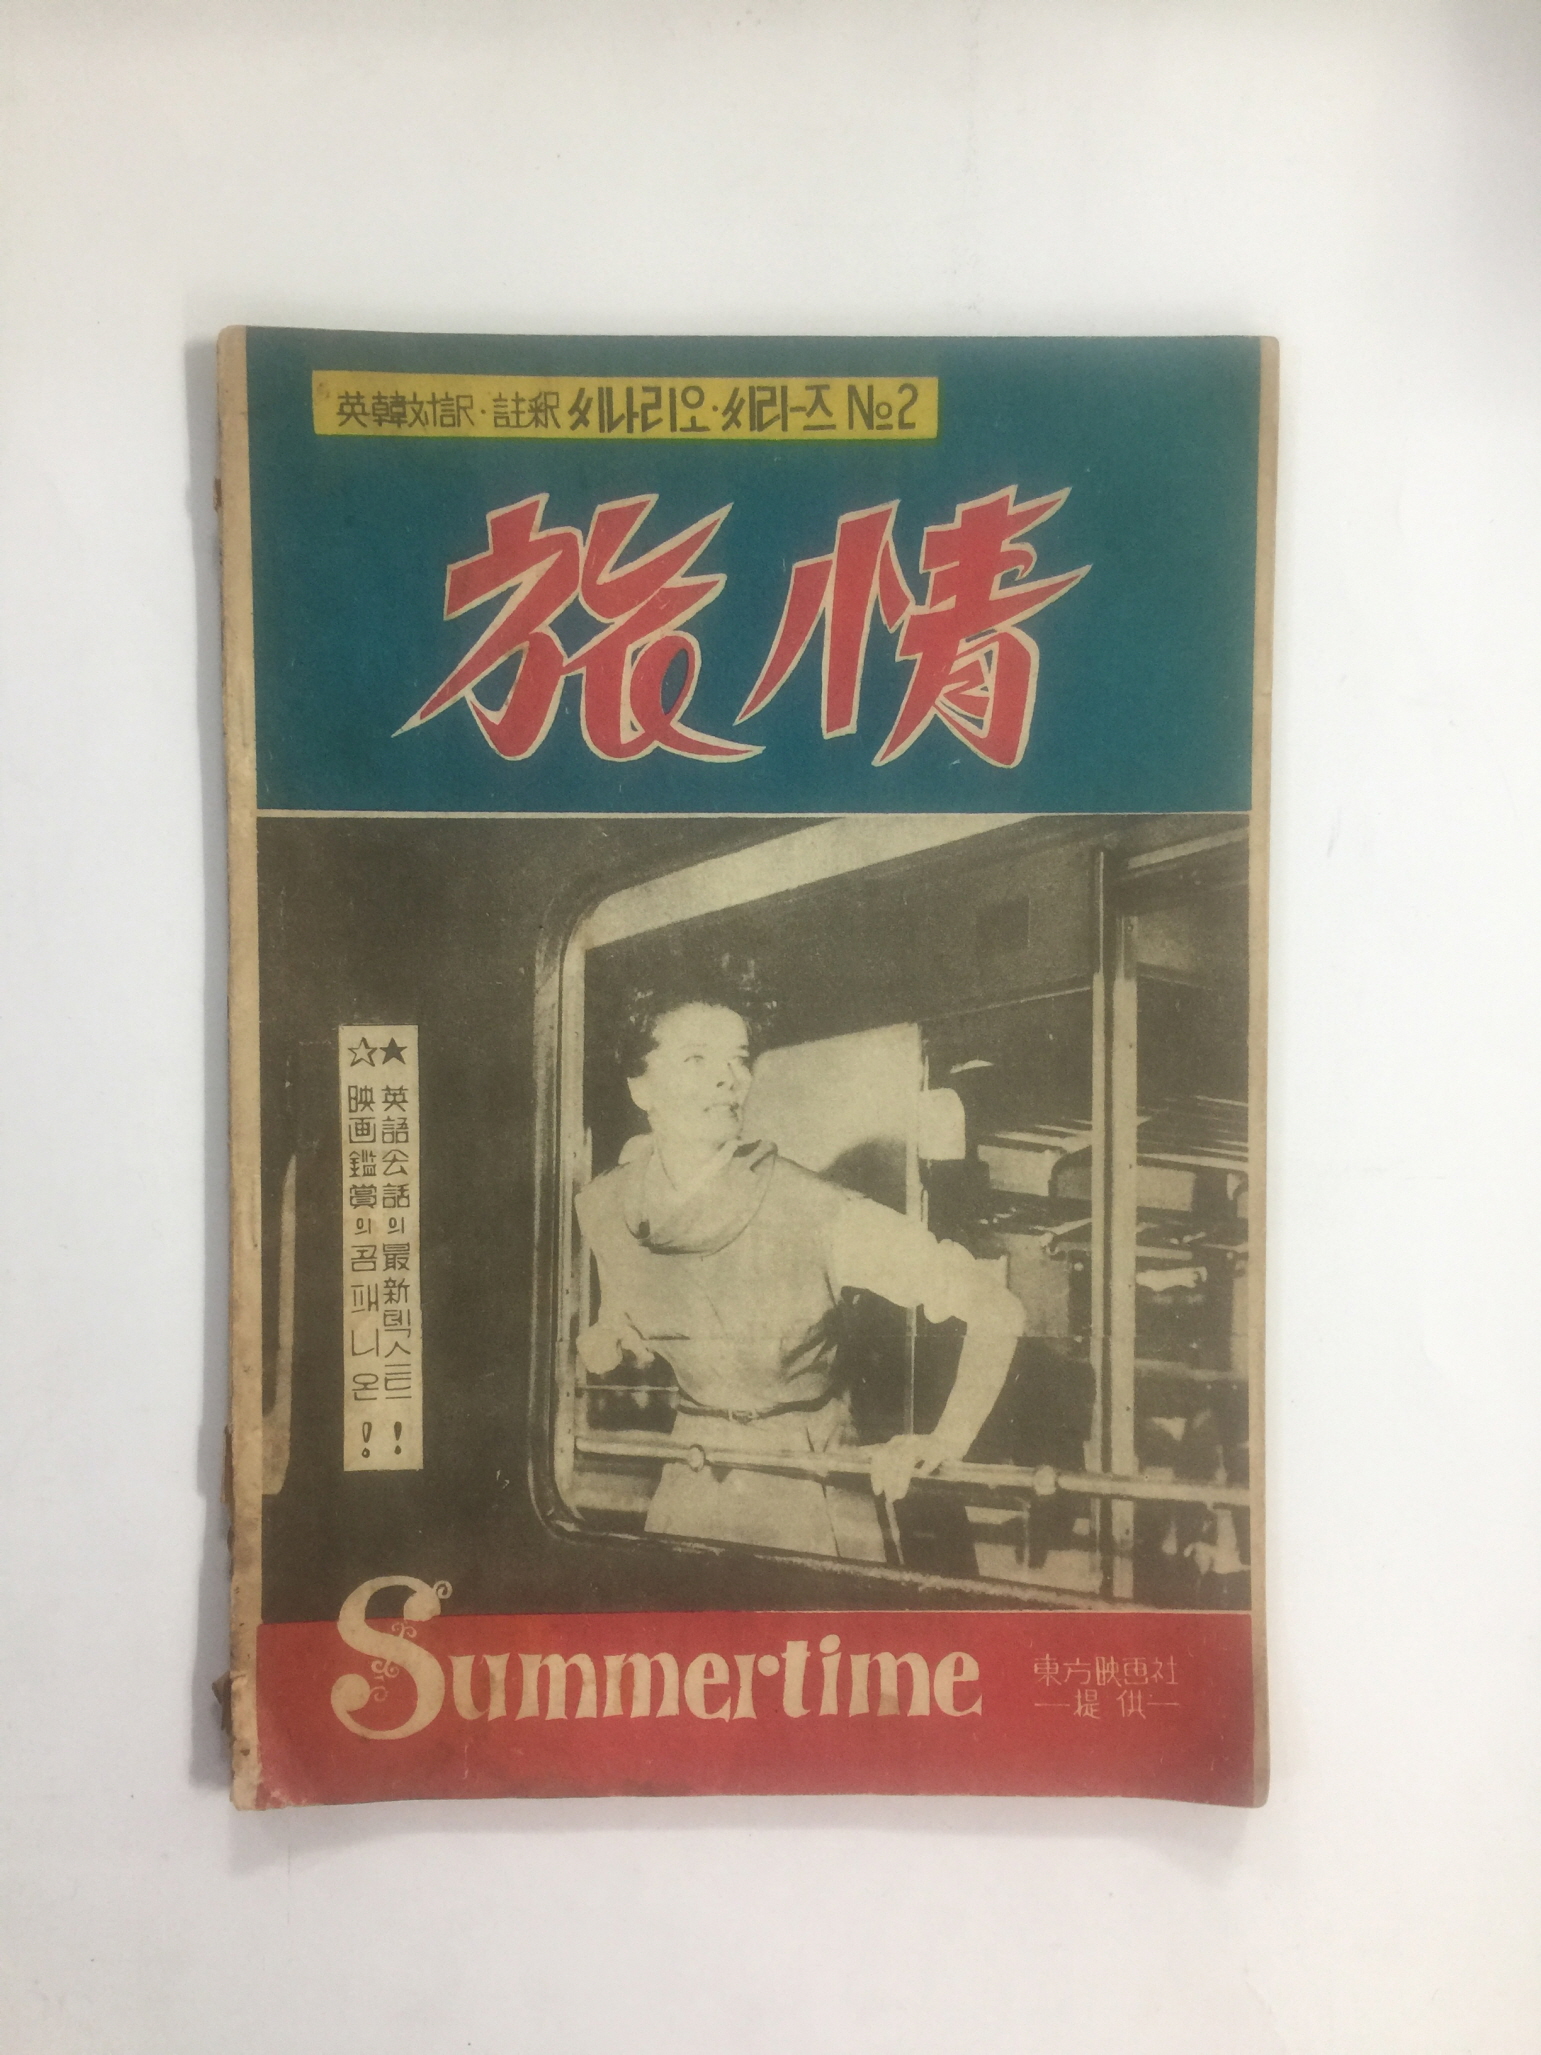 英韓対訳·註釈 씨나리오·씨리-즈 №2
旅情
★英語会話의 最新텍스트!
☆映画鑑賞의 콤패니온!
Summertime
東方映画社
—提供—